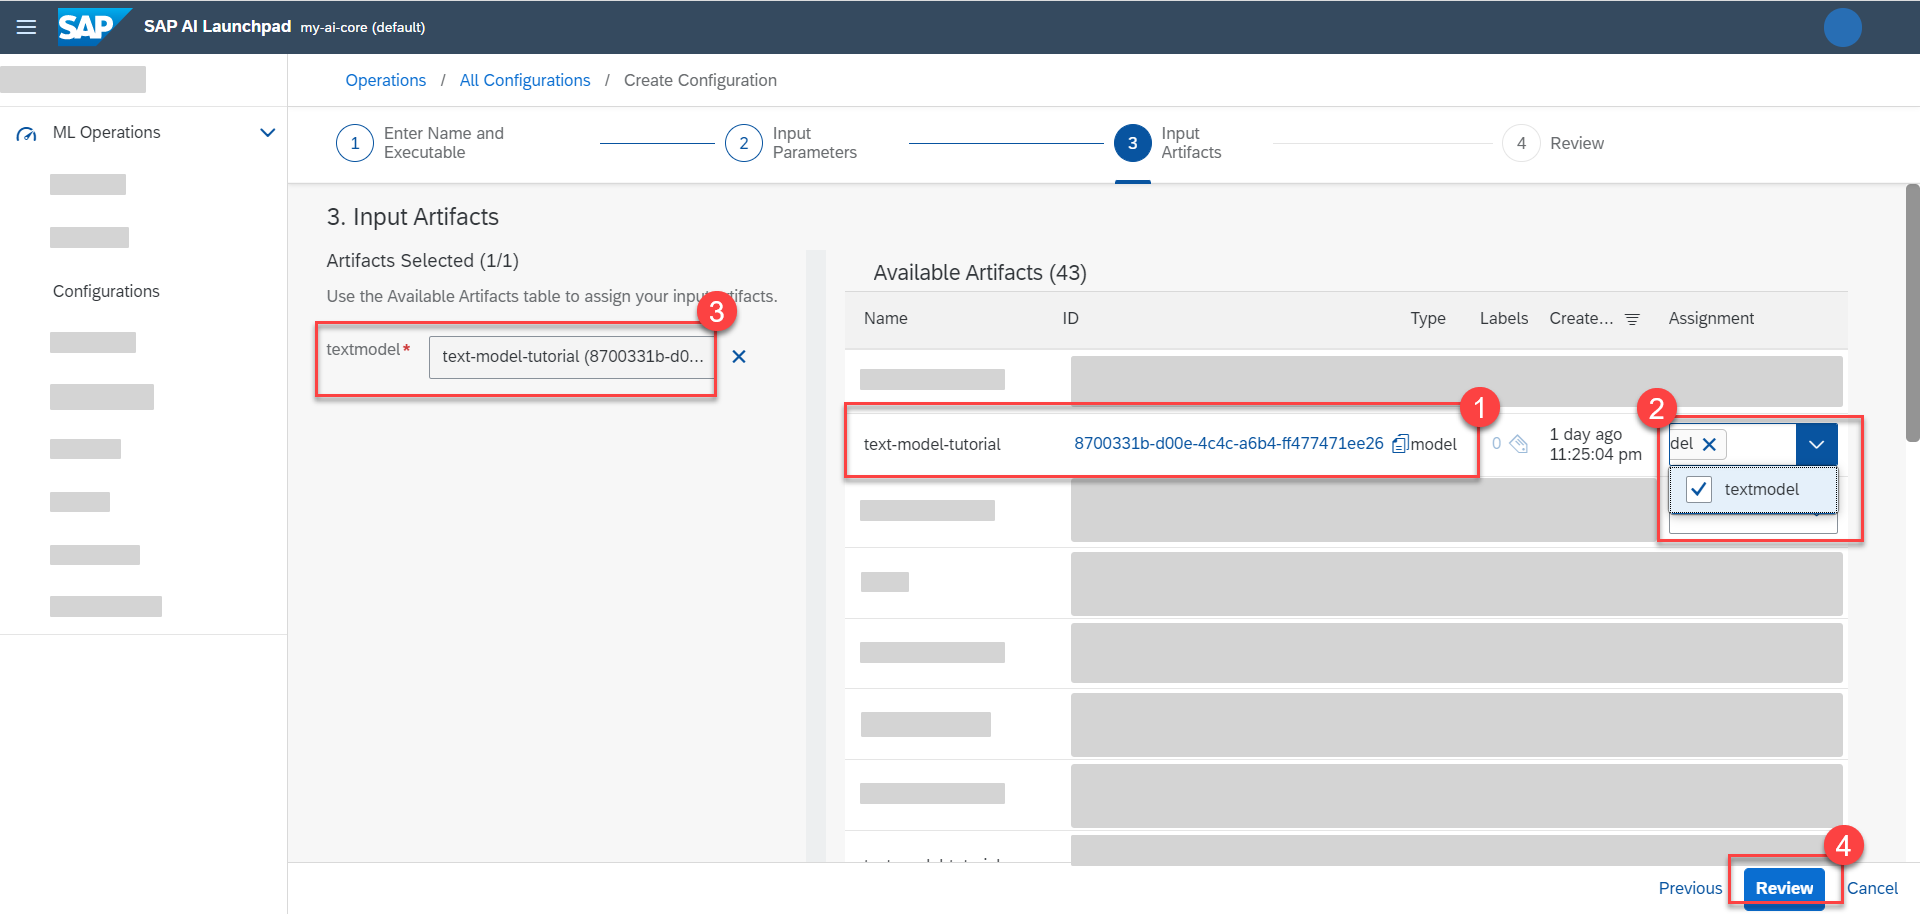 SAP SAP AI Launchpad my-ai-core (default)
Operations / All Configurations / Create Configuration
ML Operations
Configurations
1 Enter Name and
Executable
2 Input
Parameters
3 Input
Artifacts
4 Review
3. Input Artifacts
Artifacts Selected (1/1)
Use the Available Artifacts table to assign your inpu tifacts.
3
textmodel* text-model-tutorial (8700331b-d0...
Available Artifacts (43)
Name ID Type Labels Create... Assignment
1
2
text-model-tutorial 8700331b-d00e-4c4c-a6b4-ff477471ee26 model 0 1 day ago
11:25:04 pm
del
textmodel
4
Previous Review Cancel